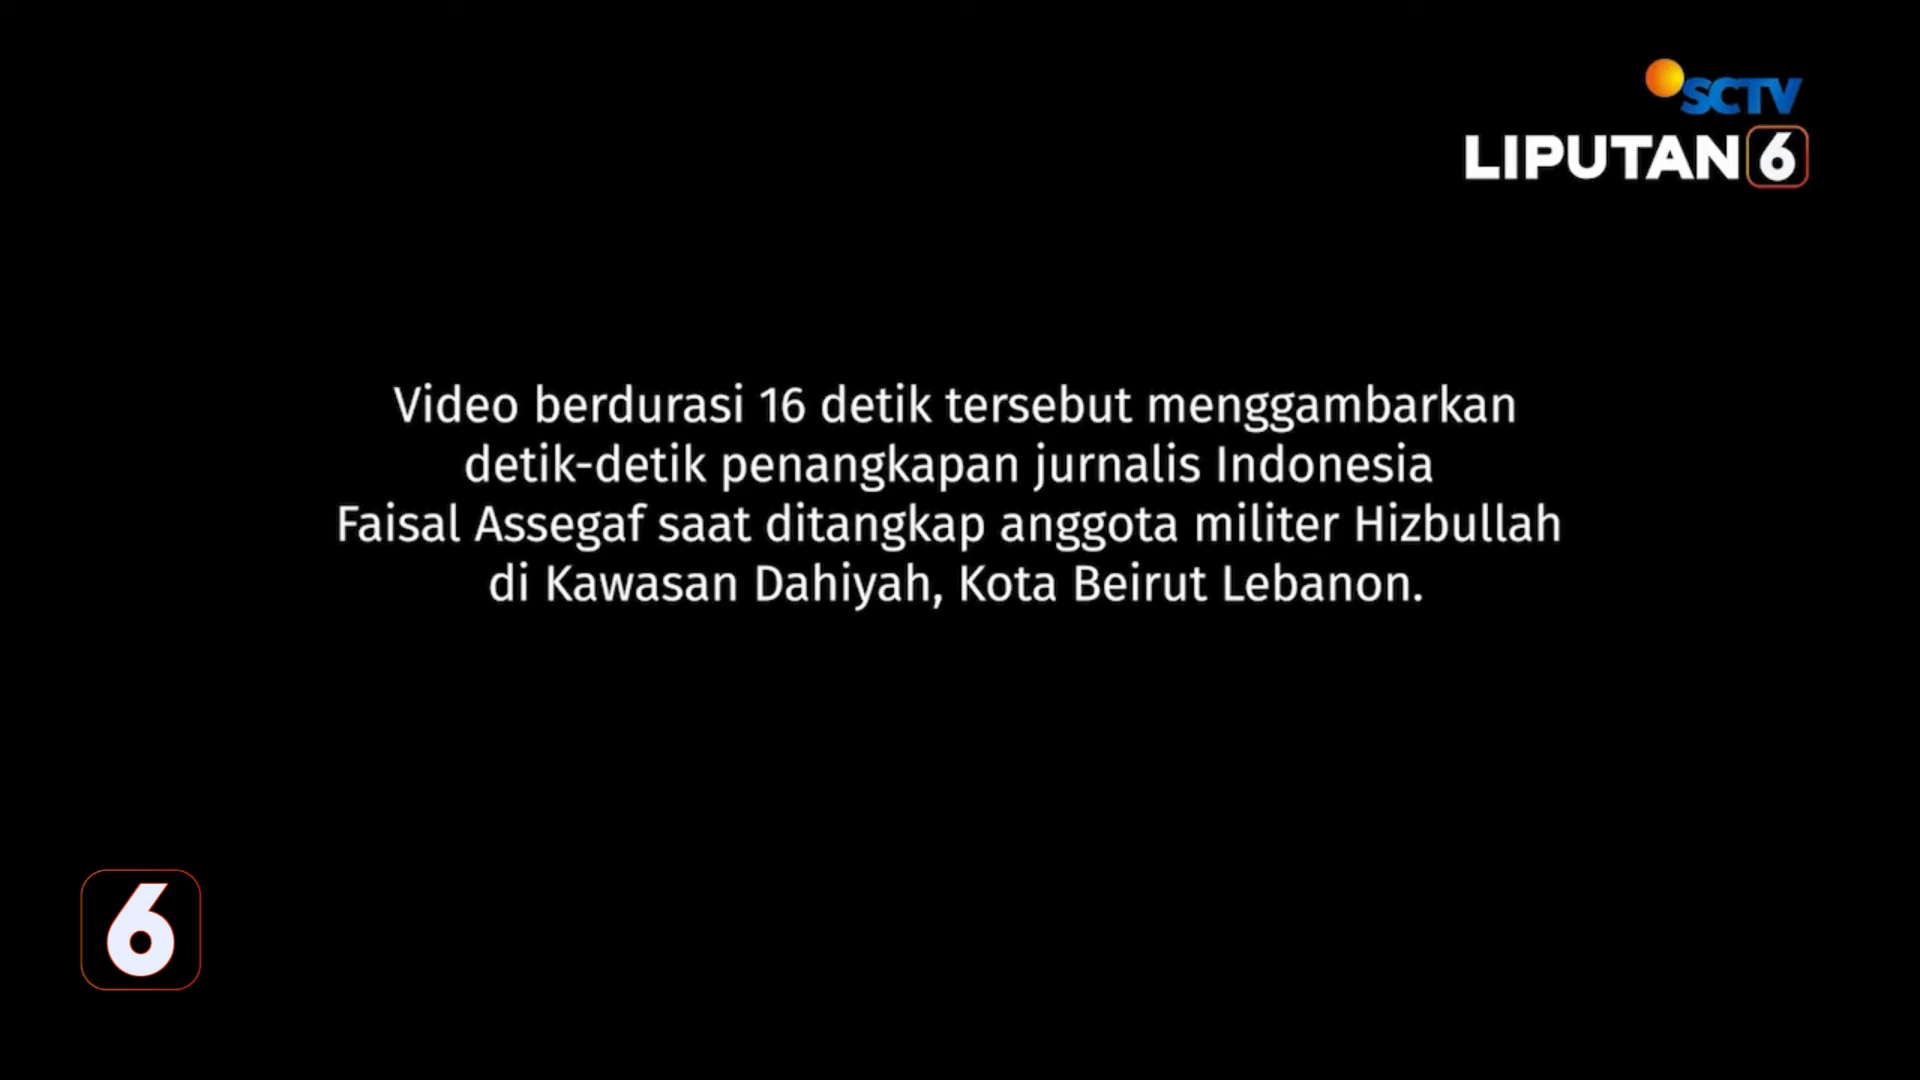 SCTV
LIPUTAN 6
Video berdurasi 16 detik tersebut menggambarkan
detik-detik penangkapan jurnalis Indonesia
Faisal Assegaf saat ditangkap anggota militer Hizbullah
di Kawasan Dahiyah, Kota Beirut Lebanon.
6